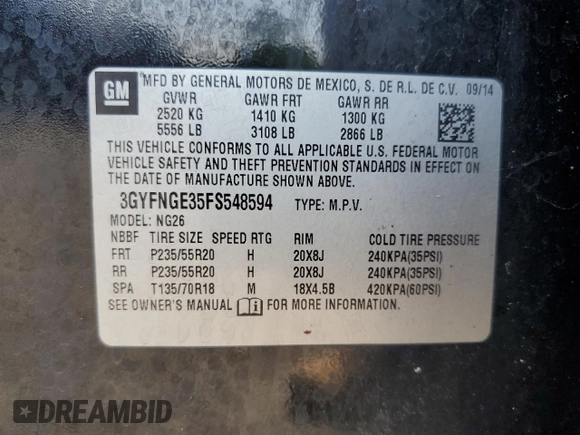 GM MFD BY GENERAL MOTORS DE MEXICO, S. DE R.L. DE C.V. 09/14
GVWR GAWR FRT GAWR RR
2520 KG 1410 KG 1300 KG
5556 LB 3108 LB 2866 LB
THIS VEHICLE CONFORMS TO ALL APPLICABLE U.S. FEDERAL MOTOR
VEHICLE SAFETY AND THEFT PREVENTION STANDARDS IN EFFECT ON
THE DATE OF MANUFACTURE SHOWN ABOVE.
3GYFNGE35FS548594 TYPE: M.P.V.
MODEL: NG26
NBBF TIRE SIZE SPEED RTG RIM COLD TIRE PRESSURE
FRT P235/55R20 H 20X8J 240KPA(35PSI)
RR P235/55R20 H 20X8J 240KPA(35PSI)
SPA T135/70R18 M 18X4.5B 420KPA(60PSI)
SEE OWNER'S MANUAL i FOR MORE INFORMATION.
DREAMBID